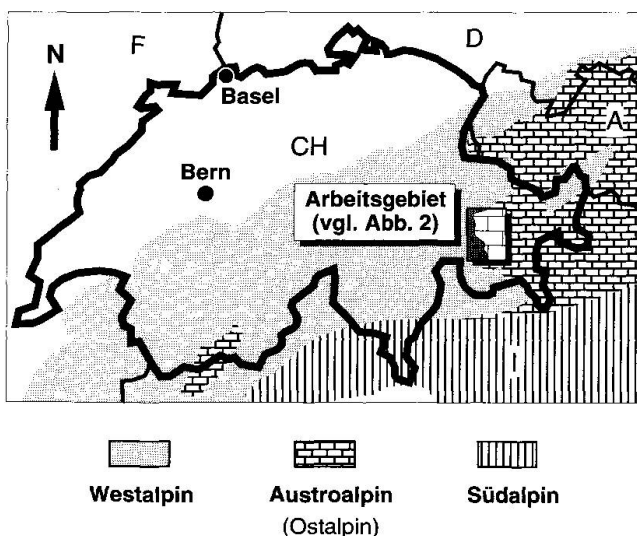 F
D
N
Basel
A
CH
Bern
Arbeitsgebiet
(vgl. Abb. 2)
I
Westalpin
Austroalpin
Südalpin
(Ostalpin)